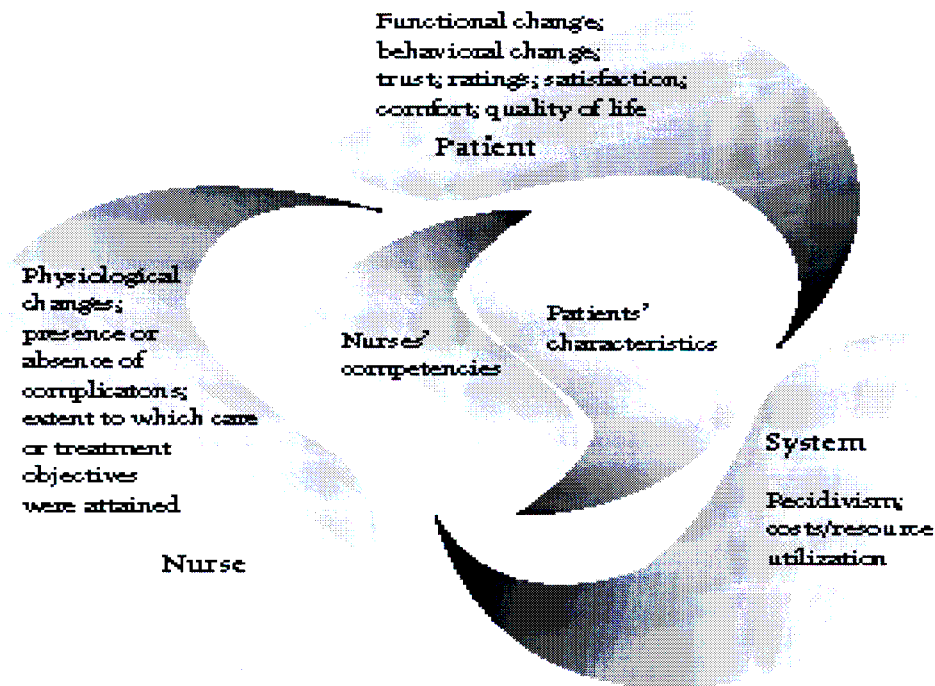 Functional change;
behavioral change;
trust; ratings; satisfaction;
comfort; quality of life
Patient
Physiological
changes;
presence or
absence of
complicatons;
extent to which care
or treatment
objectives
were attained
Nurse
Nurses'
competencies
Patients'
characteristics
System
Recidivism;
costs/resource
utilization